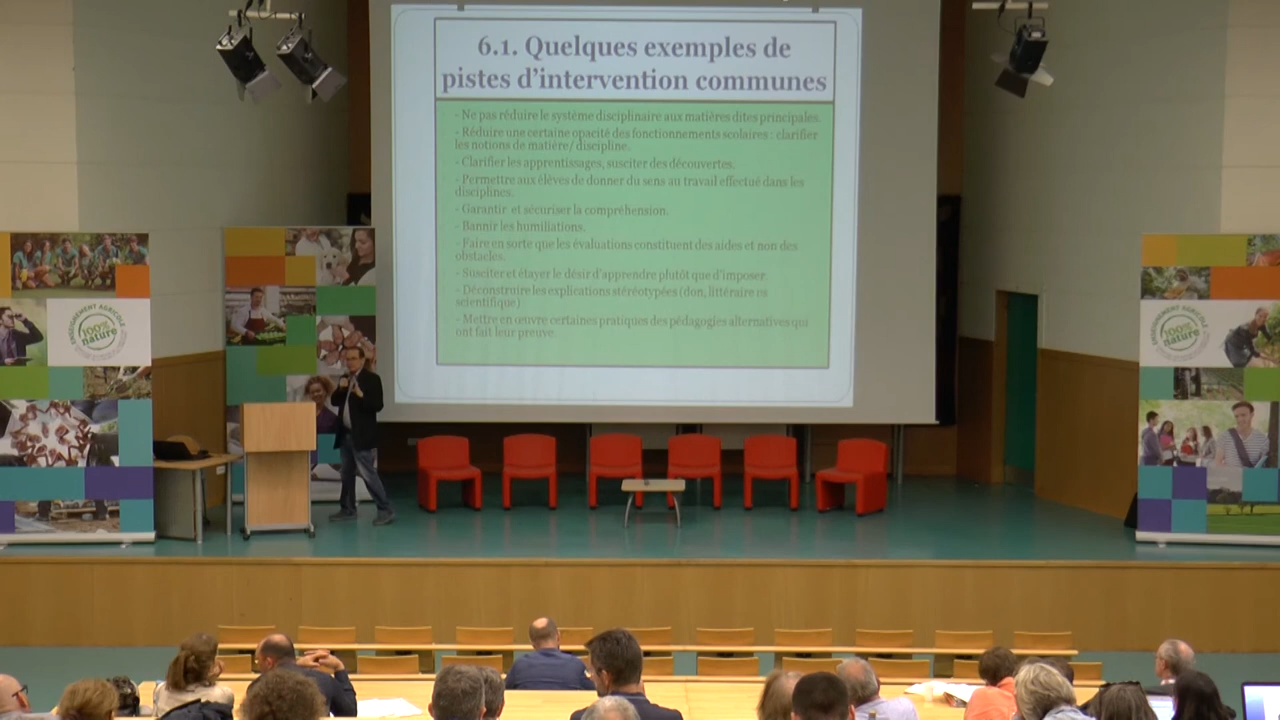 6.1. Quelques exemples de
pistes d'intervention communes
- Ne pas réduire le système disciplinaire aux matières dites principales.
- Réduire une certaine opacité des fonctionnements scolaires : clarifier
les notions de matière/ discipline.
- Clarifier les apprentissages, susciter des découvertes.
- Permettre aux élèves de donner du sens au travail effectué dans les
disciplines.
- Garantir et sécuriser la compréhension.
- Bannir les humiliations.
- Faire en sorte que les évaluations constituent des aides et non des
obstacles.
- Susciter et étayer le désir d'apprendre plutôt que d'imposer.
- Déconstruire les explications stéréotypées (don, littéraire vs
scientifique)
- Mettre en œuvre certaines pratiques des pédagogies alternatives qui
ont fait leur preuve.
ENSEIGNEMENT AGRICOLE
100%
nature
ENSEIGNEMENT AGRICOLE
100%
nature